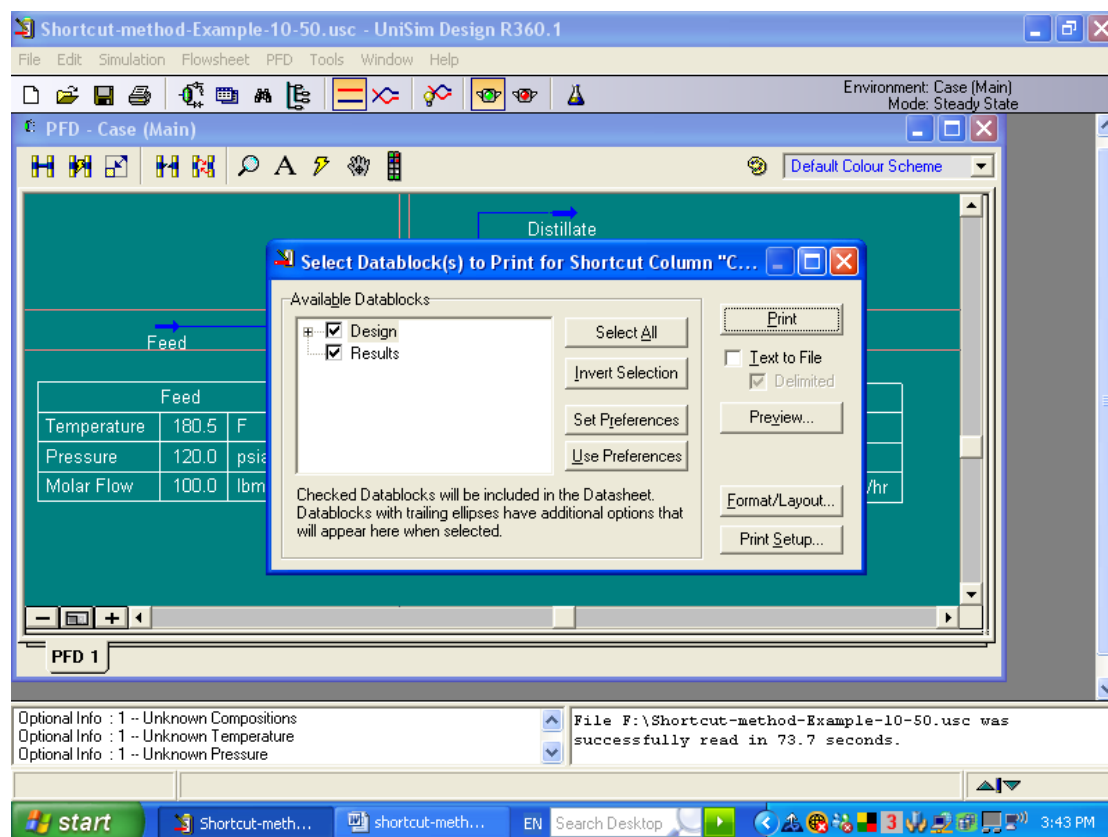 Shortcut-method-Example-10-50.usc - UniSim Design R360.1
File Edit Simulation Flowsheet PFD Tools Window Help
Environment: Case (Main)
Mode: Steady State
PFD - Case (Main)
A
Default Colour Scheme
Distillate
Select Datablock(s) to Print for Shortcut Column "C...
Available Datablocks
Design
Results
Select All
Invert Selection
Set Preferences
Use Preferences
Print
Text to File
Delimited
Preview...
Format/Layout...
Print Setup...
Checked Datablocks will be included in the Datasheet.
Datablocks with trailing ellipses have additional options that
will appear here when selected.
Feed
Feed
Temperature 180.5 F
Pressure 120.0 psia
Molar Flow 100.0 lbm
/hr
PFD 1
Optional Info : 1 -- Unknown Compositions
Optional Info : 1 -- Unknown Temperature
Optional Info : 1 -- Unknown Pressure
File F:\Shortcut-method-Example-10-50.usc was
successfully read in 73.7 seconds.
start Shortcut-meth... shortcut-meth... EN Search Desktop 3 3:43 PM